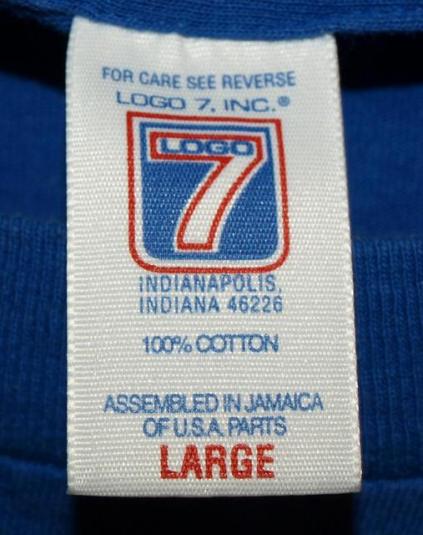 FOR CARE SEE REVERSE
LOGO 7, INC.®
LOGO
7
INDIANAPOLIS,
INDIANA 46226
100% COTTON
ASSEMBLED IN JAMAICA
OF U.S.A. PARTS
LARGE